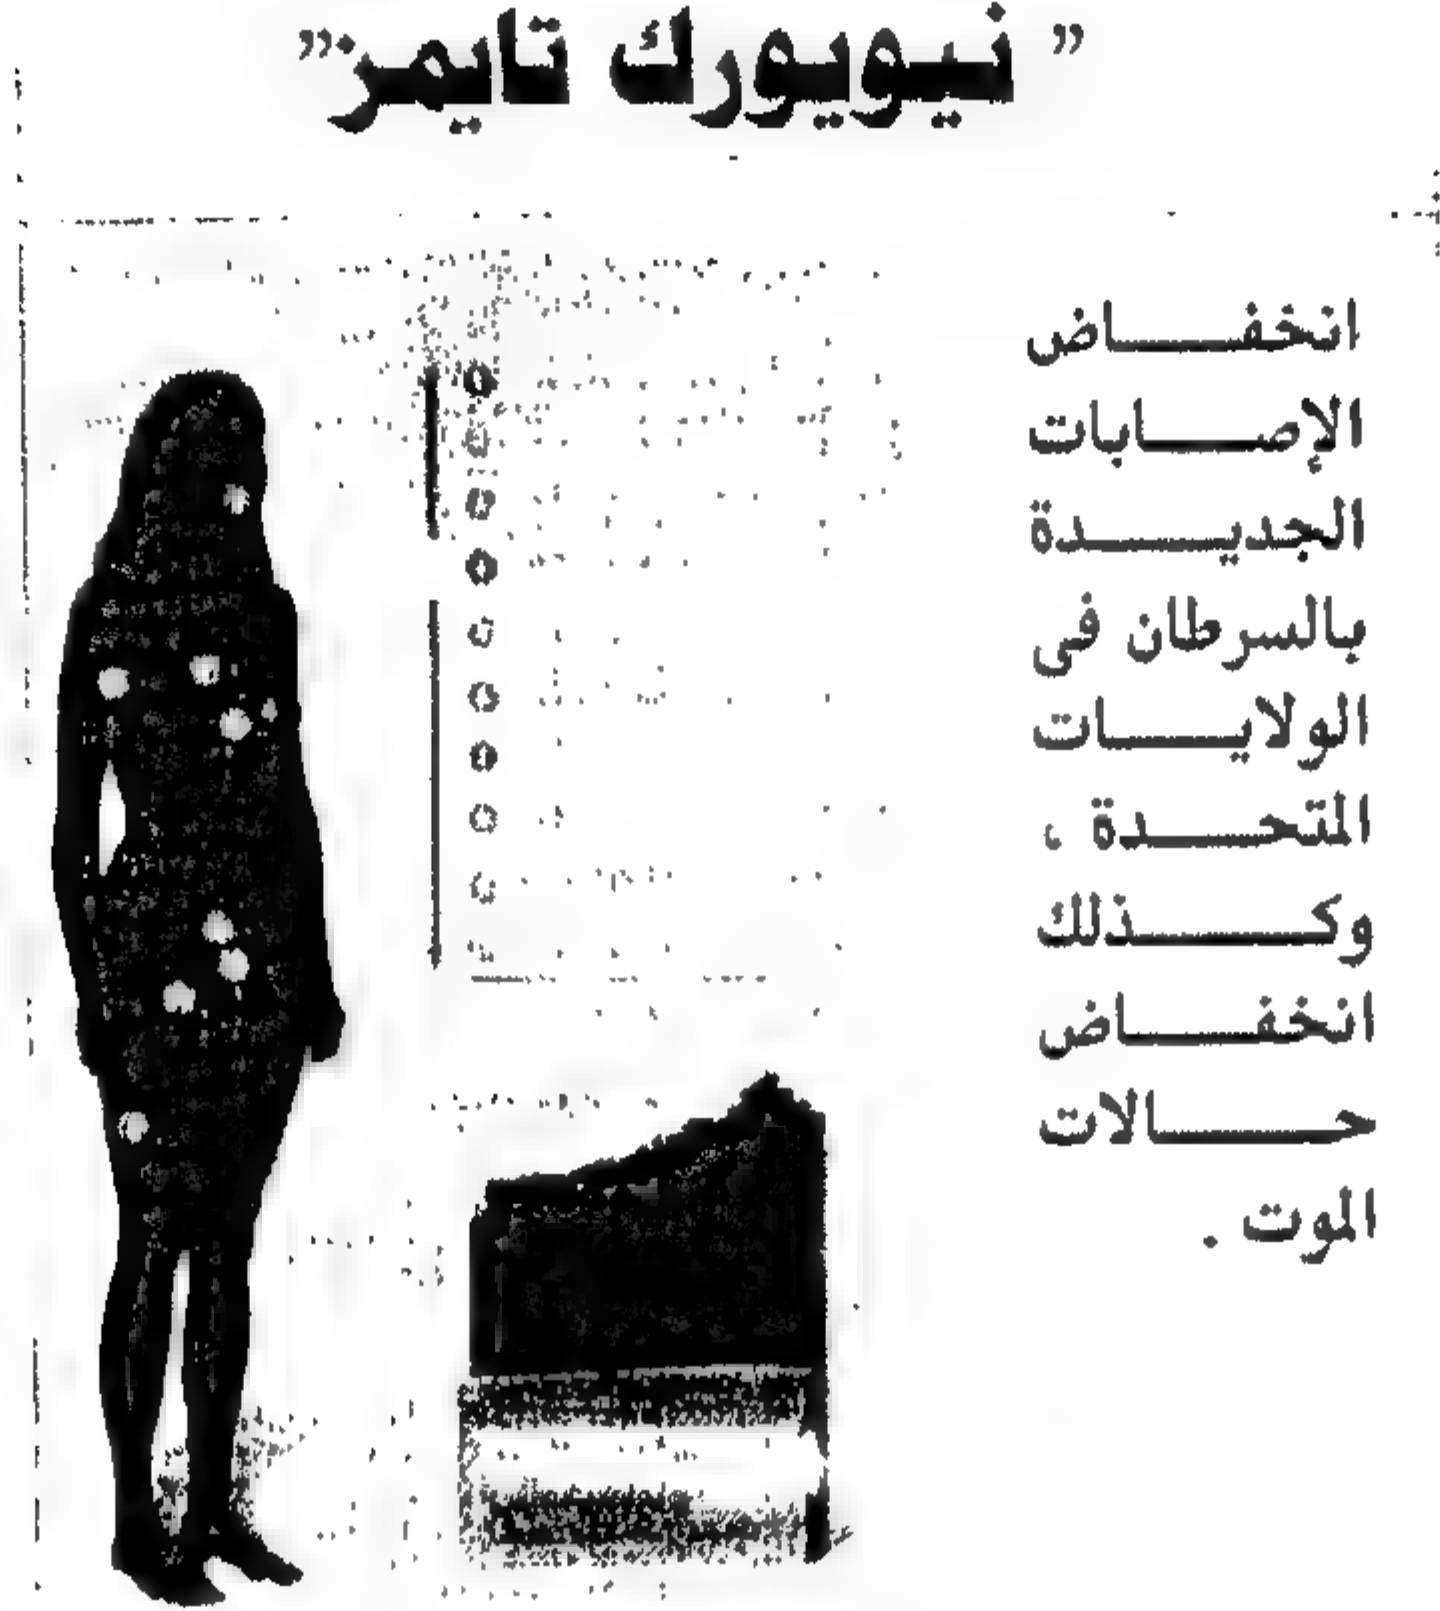 ”نيويورك تايمز”
انخفاض
الإصابات
الجديدة
بالسرطان فى
الولايات
المتحدة ،
وكذلك
انخفاض
حالات
الموت .